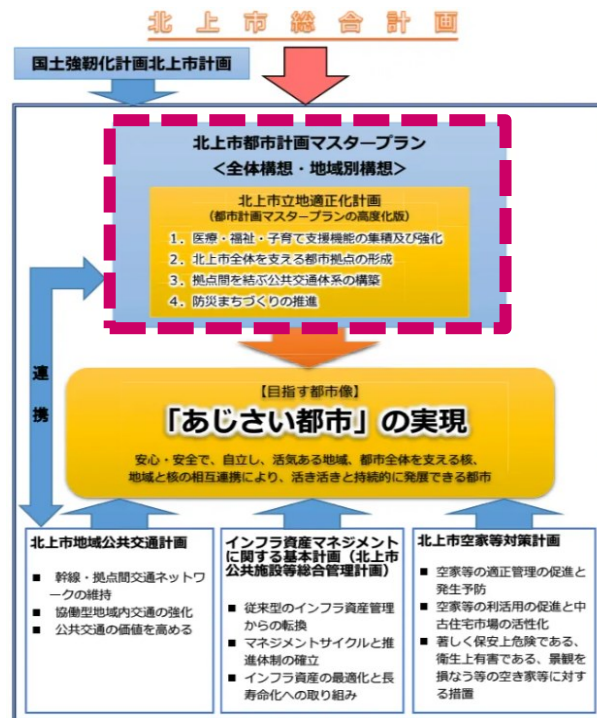 北上市総合計画
国土強靭化計画北上市計画
北上市都市計画マスタープラン
＜全体構想・地域別構想＞
北上市立地適正化計画
（都市計画マスタープランの高度化版）
1．医療・福祉・子育て支援機能の集積及び強化
2．北上市全体を支える都市拠点の形成
3．拠点間を結ぶ公共交通体系の構築
4．防災まちづくりの推進
連
携
【目指す都市像】
「あじさい都市」の実現
安心・安全で、自立し、活気ある地域、都市全体を支える核、
地域と核の相互連携により、活き活きと持続的に発展できる都市
北上市地域公共交通計画
■ 幹線・拠点間交通ネットワ
ークの維持
■ 協働型地域内交通の強化
■ 公共交通の価値を高める
インフラ資産マネジメント
に関する基本計画（北上市
公共施設等総合管理計画）
■ 従来型のインフラ資産管理
からの転換
■ マネジメントサイクルと推
進体制の確立
■ インフラ資産の最適化と長
寿命化への取り組み
北上市空家等対策計画
■ 空家等の適正管理の促進と
発生予防
■ 空家等の利活用の促進と中
古住宅市場の活性化
■ 著しく保安上危険である、
衛生上有害である、景観を
損なう等の空き家等に対す
る措置